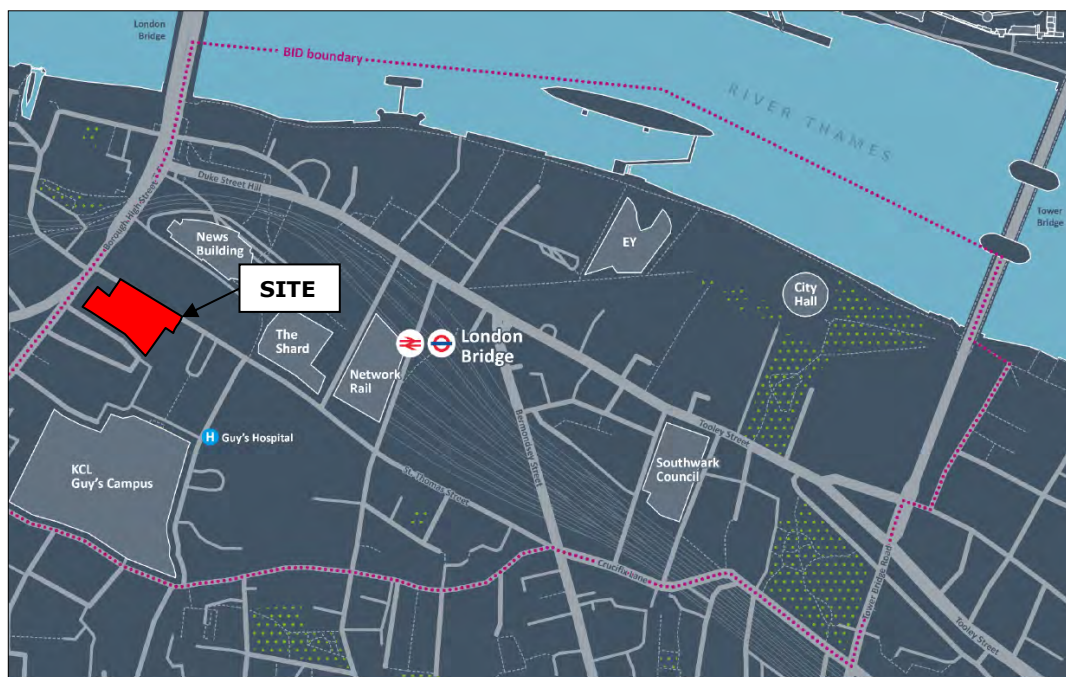 London
Bridge
BID boundary
RIVER THAMES
Duke Street Hill
Borough High Street
Tower
Bridge
News
Building
EY
SITE
City
Hall
The
Shard
London
Bridge
Network
Rail
H Guy's Hospital
Bermondsey Street
Tooley Street
KCL
Guy's Campus
St. Thomas Street
Southwark
Council
Crucifix Lane
Tower Bridge Road
Tooley Street